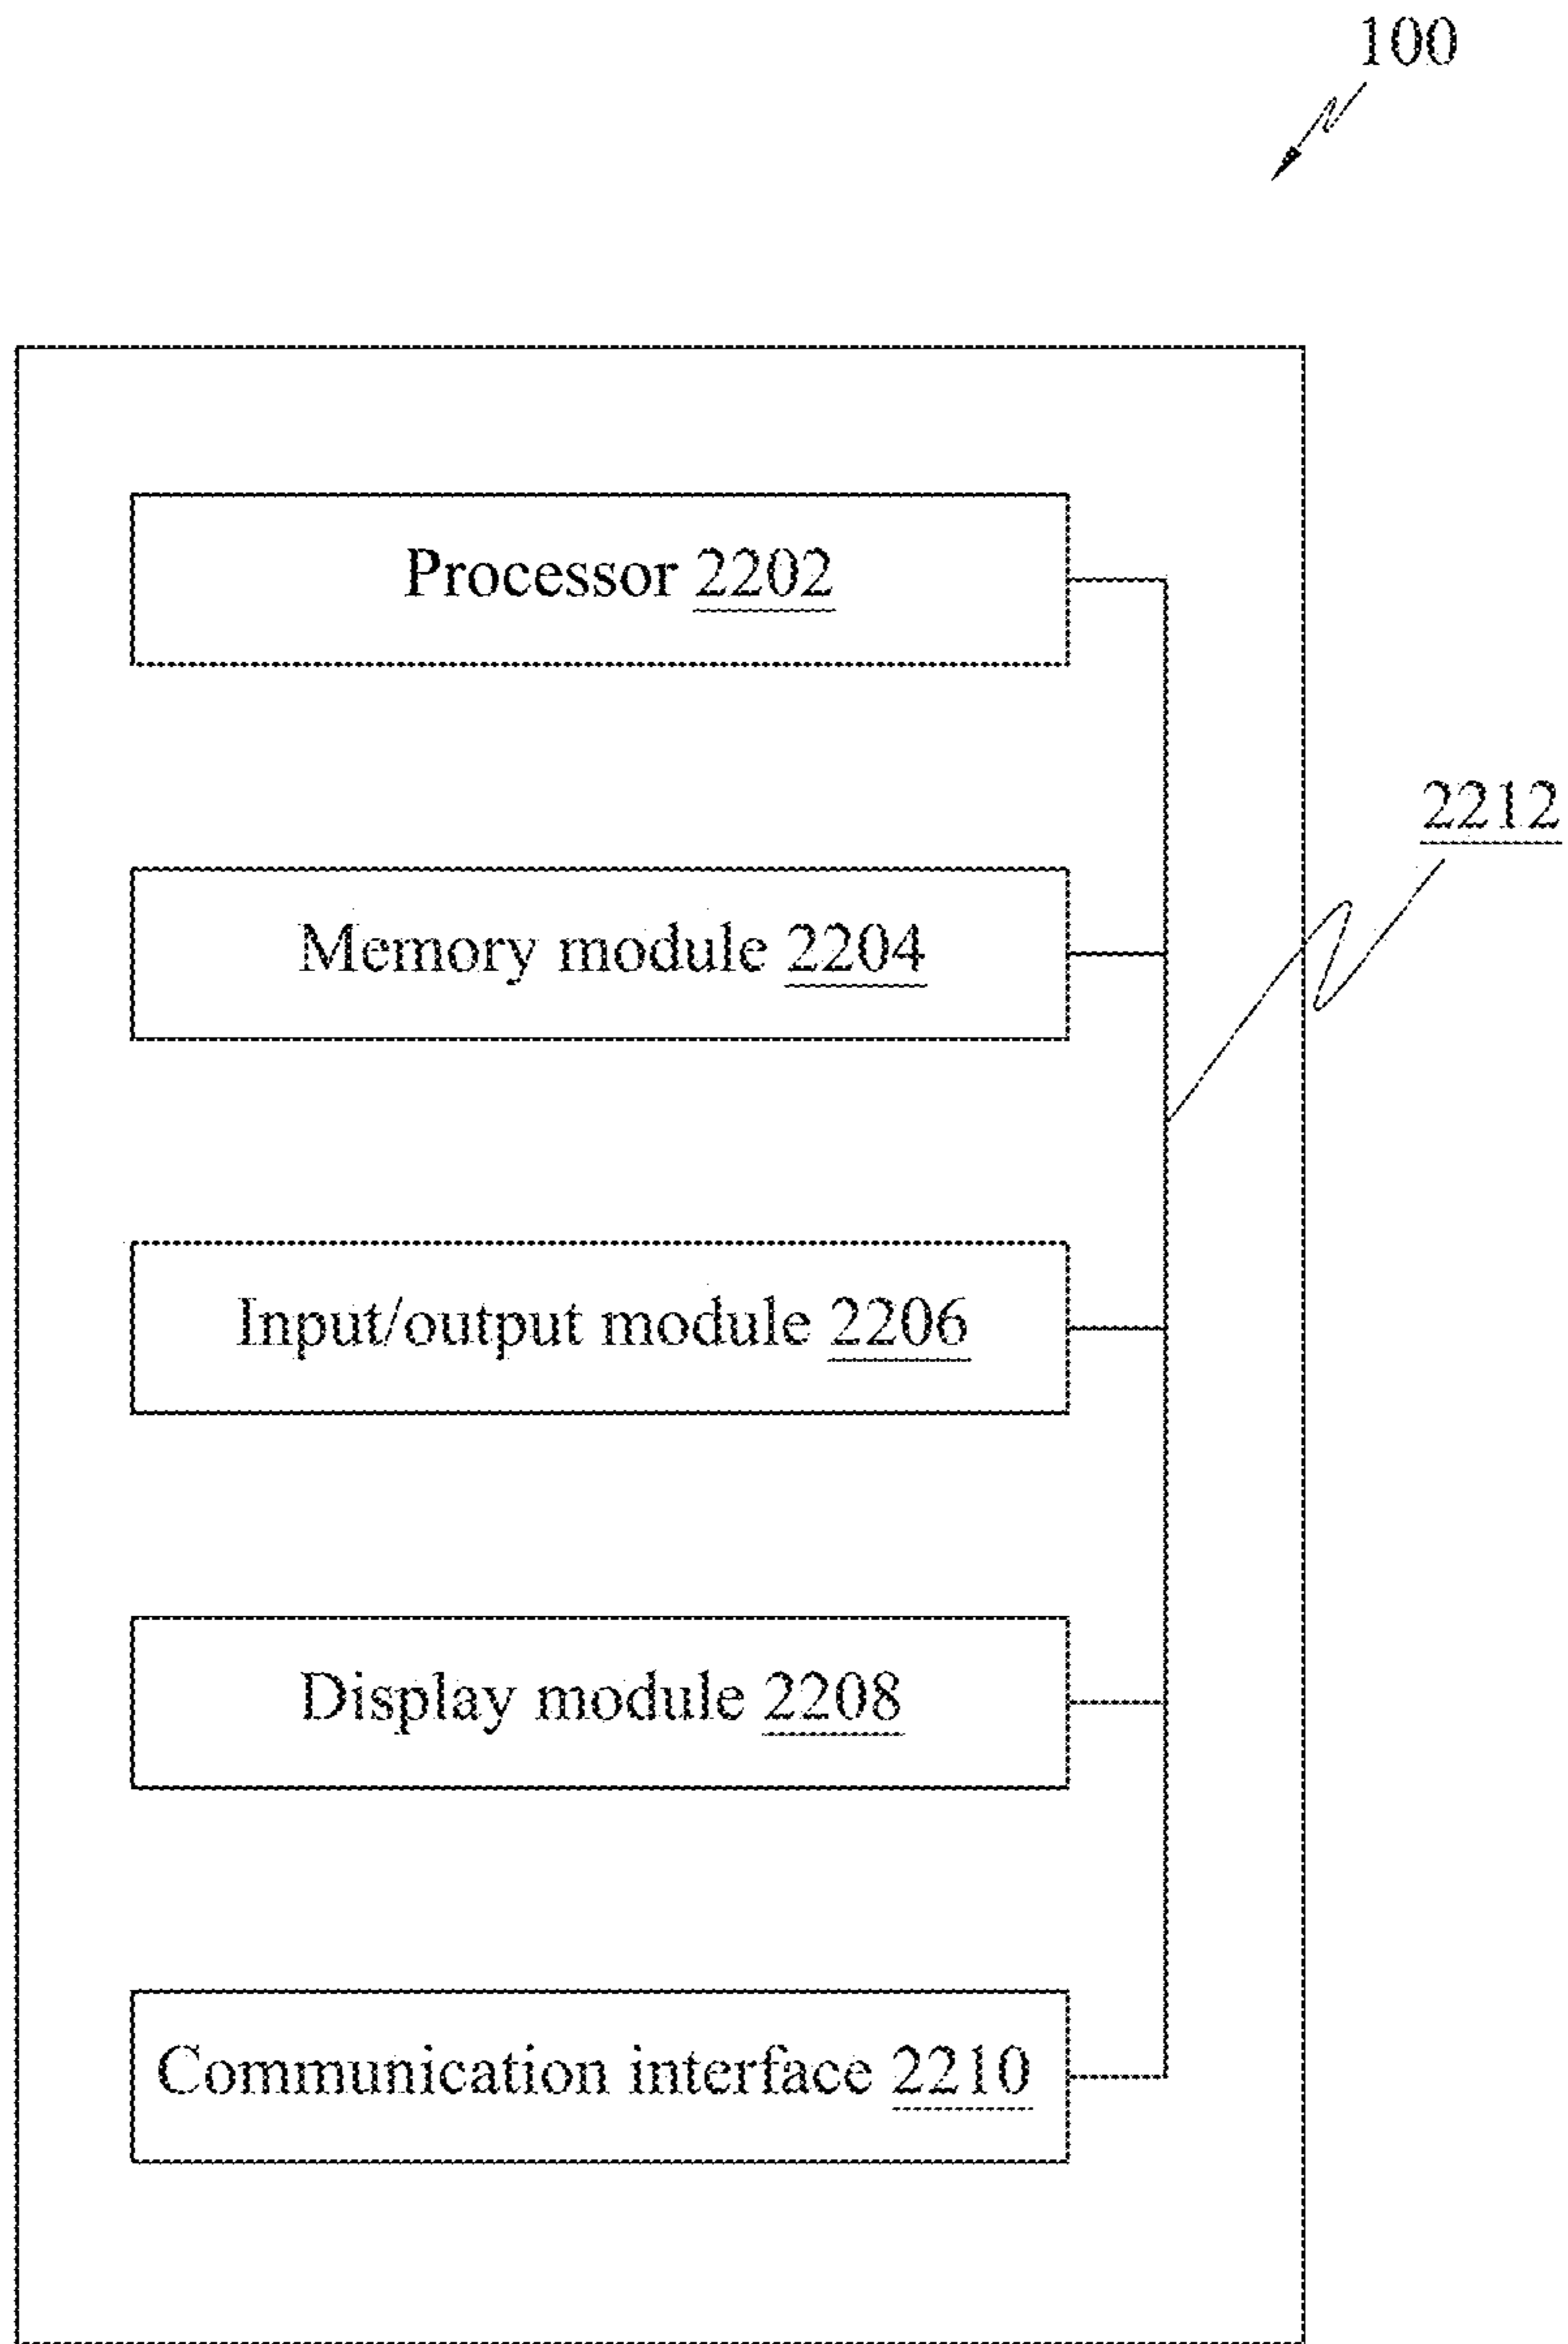 100
Processor 2202
2212
Memory module 2204
Input/output module 2206
Display module 2208
Communication interface 2210